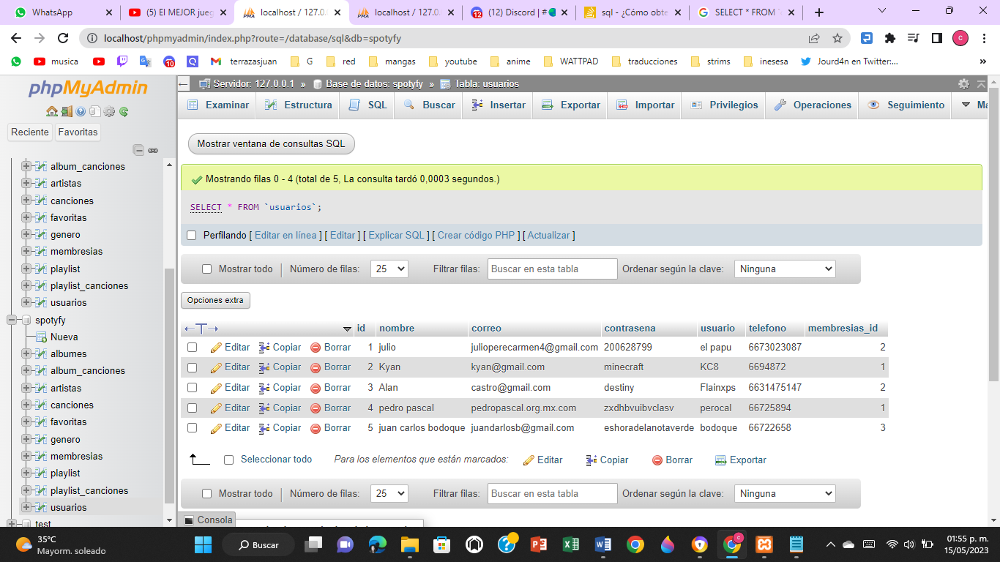 WhatsApp
(5) El MEJOR jueg
localhost / 127.0.
localhost / 127.0.
(12) Discord | #
sql - ¿Cómo obte
SELECT * FROM
localhost/phpmyadmin/index.php?route=/database/sql&db=spotyfy
musica
10
terrazasjuan
G
red
mangas
youtube
anime
WATTPAD
traducciones
strims
inesesa
Jourd4n en Twitter:...
»
phpMyAdmin
Reciente
Favoritas
album_canciones
artistas
canciones
favoritas
genero
membresias
playlist
playlist_canciones
usuarios
spotyfy
Nueva
albumes
album_canciones
artistas
canciones
favoritas
genero
membresias
playlist
playlist_canciones
usuarios
test
Servidor: 127.0.0.1 » Base de datos: spotyfy » Tabla: usuarios
Examinar Estructura SQL Buscar Insertar Exportar Importar Privilegios Operaciones Seguimiento Má
Mostrar ventana de consultas SQL
Mostrando filas 0 - 4 (total de 5, La consulta tardó 0,0003 segundos.)
SELECT * FROM `usuarios`;
Perfilando [ Editar en línea ] [ Editar ] [ Explicar SQL ] [ Crear código PHP ] [ Actualizar ]
Mostrar todo Número de filas: 25 Filtrar filas: Buscar en esta tabla Ordenar según la clave: Ninguna
Opciones extra
id nombre correo contrasena usuario telefono membresias_id
Editar Copiar Borrar 1 julio julioperecarmen4@gmail.com 200628799 el papu 6673023087 2
Editar Copiar Borrar 2 Kyan kyan@gmail.com minecraft KC8 6694872 1
Editar Copiar Borrar 3 Alan castro@gmail.com destiny Flainxps 6631475147 2
Editar Copiar Borrar 4 pedro pascal pedropascal.org.mx.com zxdhbvuibvclasv perocal 66725894 1
Editar Copiar Borrar 5 juan carlos bodoque juandarlosb@gmail.com eshoradelanotaverde bodoque 66722658 3
Seleccionar todo Para los elementos que están marcados: Editar Copiar Borrar Exportar
Mostrar todo Número de filas: 25 Filtrar filas: Buscar en esta tabla Ordenar según la clave: Ninguna
Consola
35°C
Mayorm. soleado
Buscar
01:55 p. m.
15/05/2023